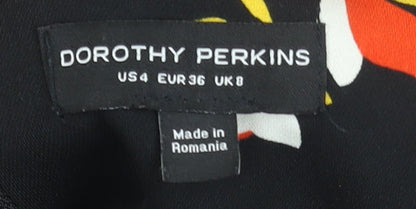 DOROTHY PERKINS
US4 EUR36 UK8
Made in
Romania